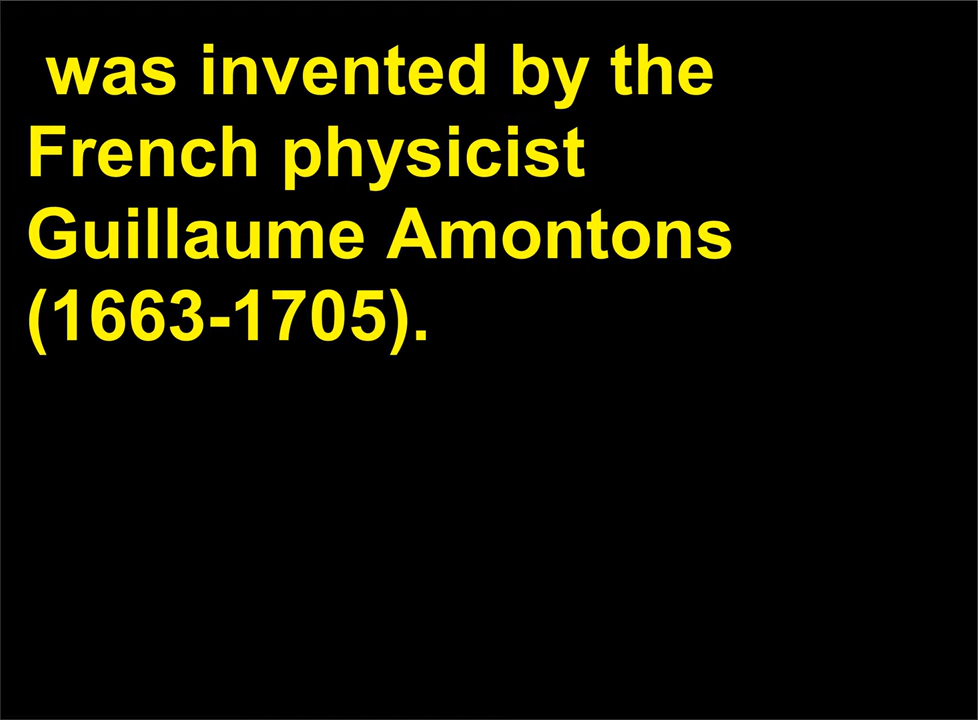 was invented by the
French physicist
Guillaume Amontons
(1663-1705).